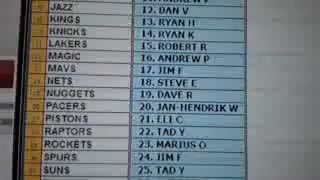 JAZZ 12. DAN V
KINGS 13. RYAN H
KNICKS 14. RYAN K
LAKERS 15. ROBERT R
MAGIC 16. ANDREW P
MAVS 17. JIM F
NETS 18. STEVE E
NUGGETS 19. DAVE R
PACERS 20. JAN-HENDRIK W
PISTONS 21. ELI C
RAPTORS 22. TAD Y
ROCKETS 23. MARIUS O
SPURS 24. JIM F
SUNS 25. TAD Y